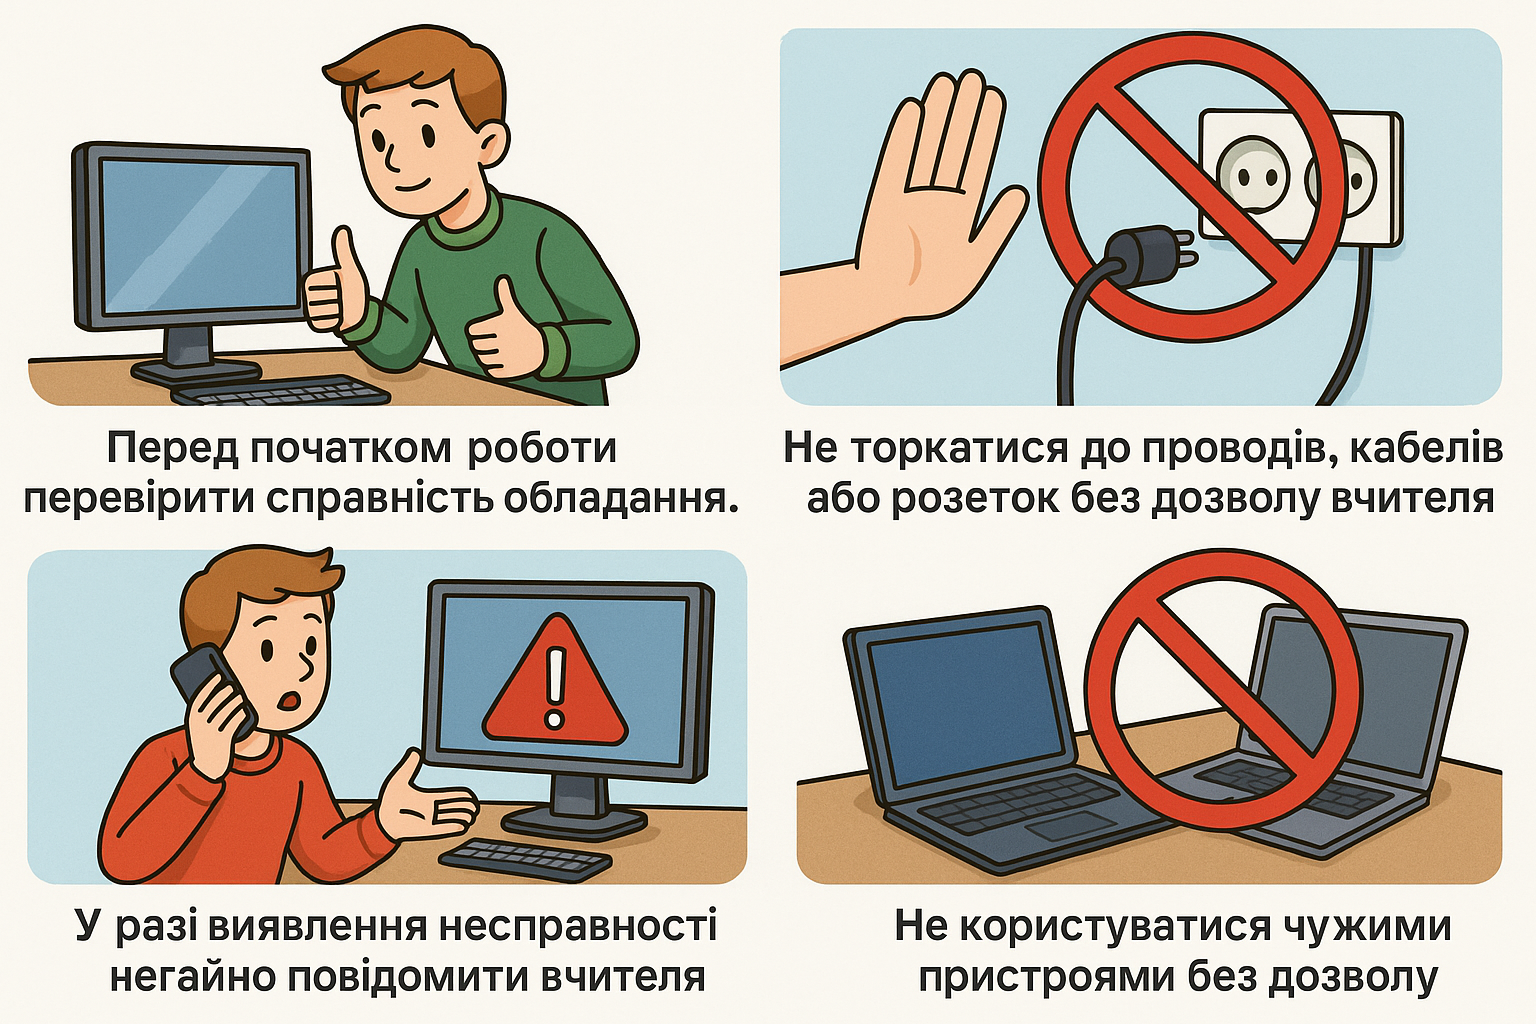 Перед початком роботи
перевірити справність обладання.
Не торкатися до проводів, кабелів
або розеток без дозволу вчителя
У разі виявлення несправності
негайно повідомити вчителя
Не користуватися чужими
пристроями без дозволу